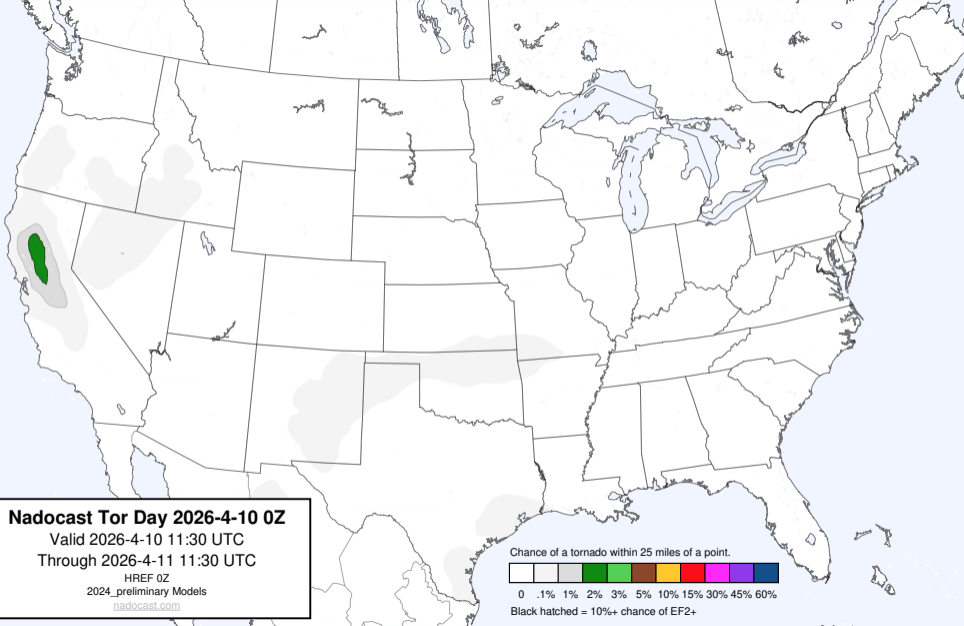 Nadocast Tor Day 2026-4-10 0Z
Valid 2026-4-10 11:30 UTC
Through 2026-4-11 11:30 UTC
HREF 0Z
2024_preliminary Models
nadocast.com
Chance of a tornado within 25 miles of a point.
0 .1% 1% 2% 3% 5% 10% 15% 30% 45% 60%
Black hatched = 10%+ chance of EF2+